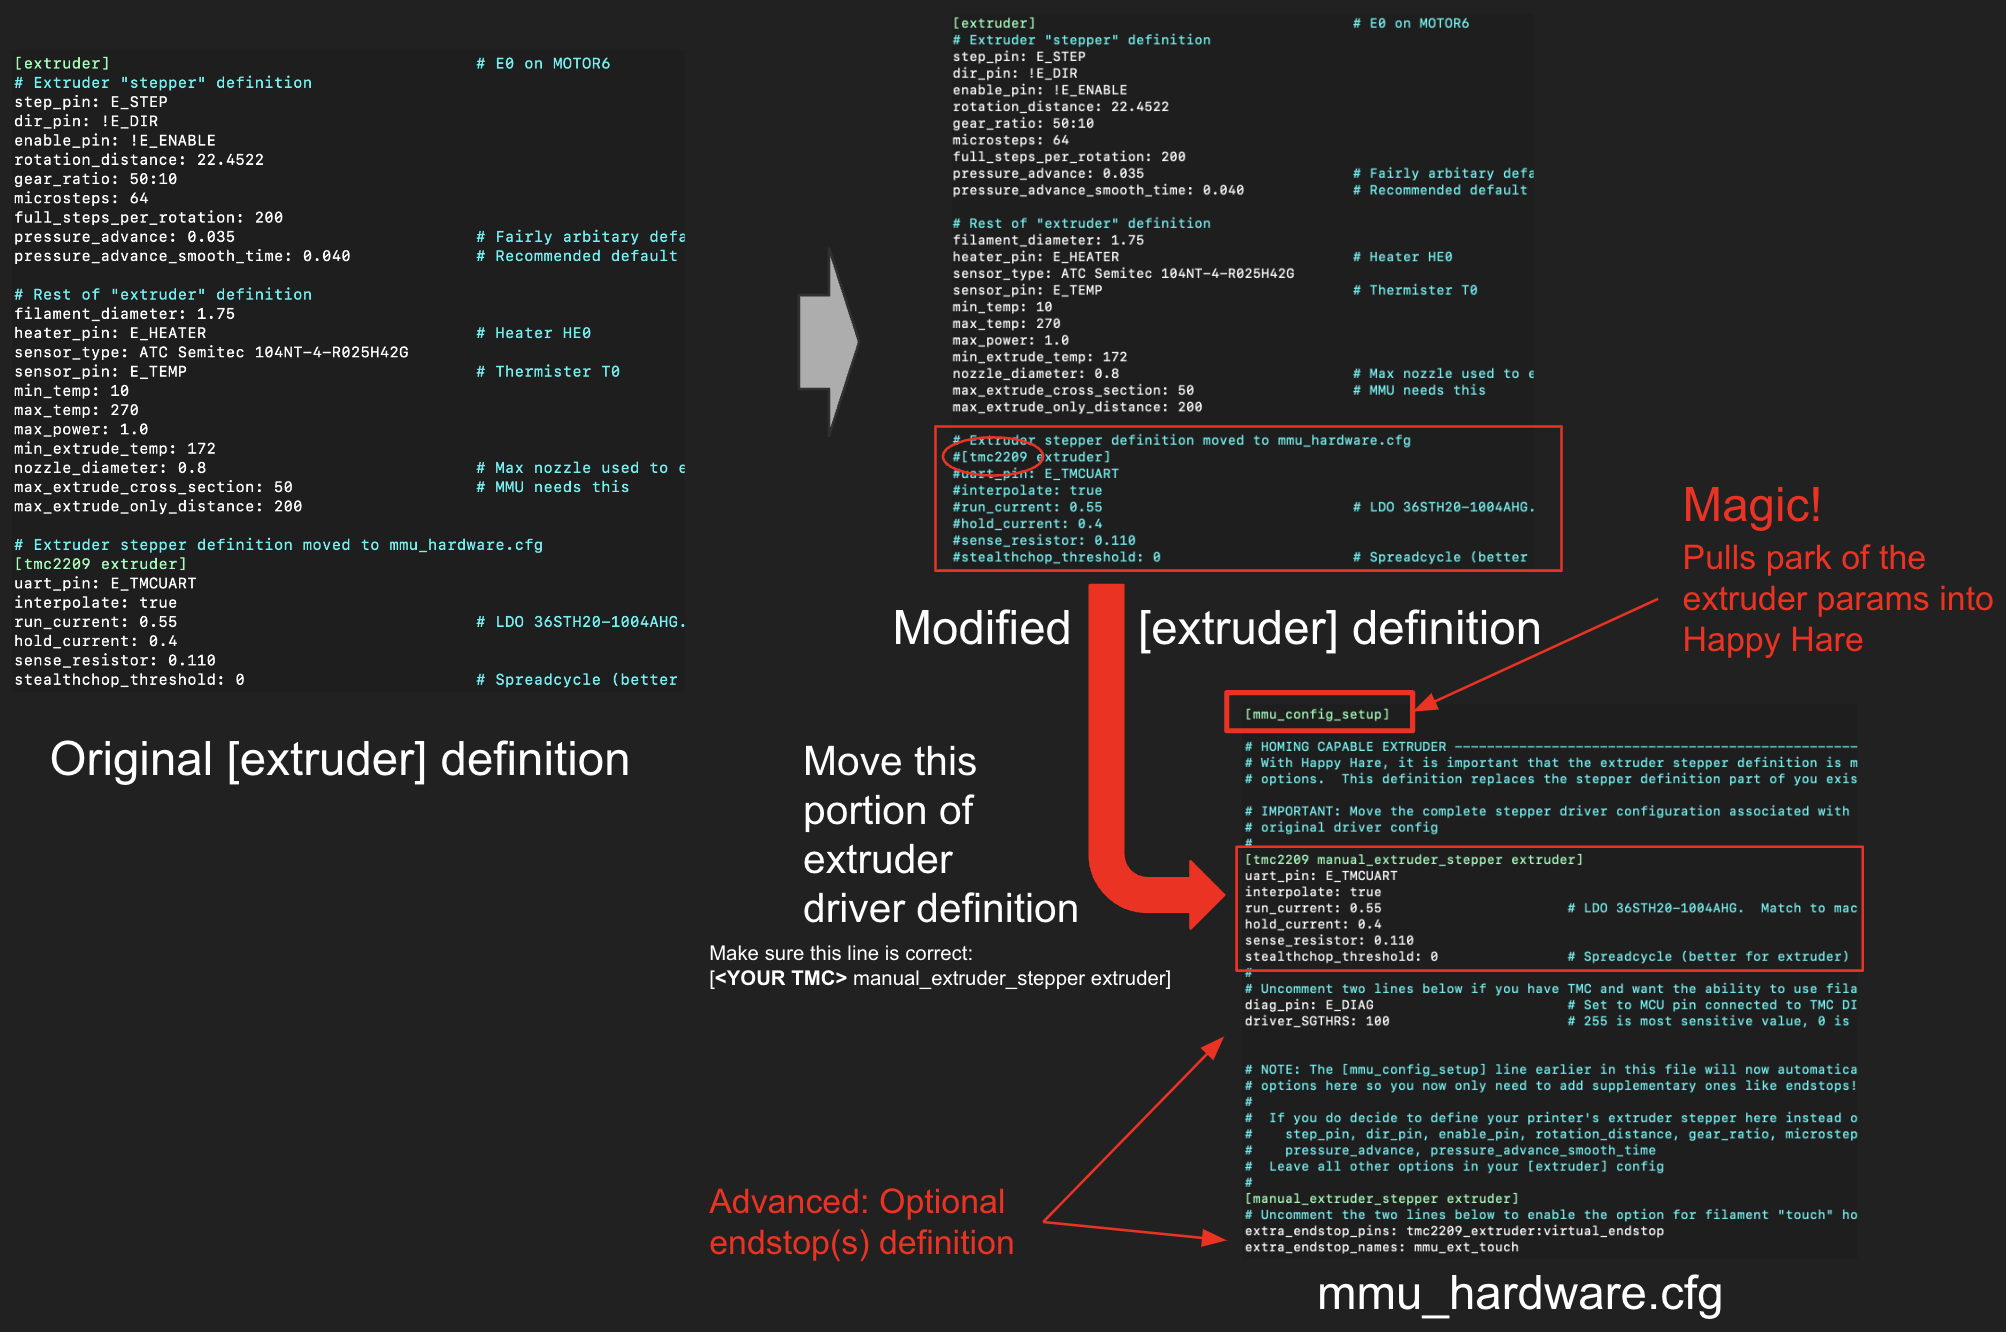 [extruder] # E0 on MOTOR6
# Extruder "stepper" definition
step_pin: E_STEP
dir_pin: !E_DIR
enable_pin: !E_ENABLE
rotation_distance: 22.4522
gear_ratio: 50:10
microsteps: 64
full_steps_per_rotation: 200
pressure_advance: 0.035 # Fairly arbitary defa
pressure_advance_smooth_time: 0.040 # Recommended default
# Rest of "extruder" definition
filament_diameter: 1.75
heater_pin: E_HEATER # Heater HE0
sensor_type: ATC Semitec 104NT-4-R025H42G
sensor_pin: E_TEMP # Thermister T0
min_temp: 10
max_temp: 270
max_power: 1.0
min_extrude_temp: 172
nozzle_diameter: 0.8 # Max nozzle used to e
max_extrude_cross_section: 50 # MMU needs this
max_extrude_only_distance: 200
# Extruder stepper definition moved to mmu_hardware.cfg
[tmc2209 extruder]
uart_pin: E_TMCUART
interpolate: true
run_current: 0.55 # LDO 36STH20-1004AHG.
hold_current: 0.4
sense_resistor: 0.110
stealthchop_threshold: 0 # Spreadcycle (better
Original [extruder] definition
[extruder] # E0 on MOTOR6
# Extruder "stepper" definition
step_pin: E_STEP
dir_pin: !E_DIR
enable_pin: !E_ENABLE
rotation_distance: 22.4522
gear_ratio: 50:10
microsteps: 64
full_steps_per_rotation: 200
pressure_advance: 0.035 # Fairly arbitary defa
pressure_advance_smooth_time: 0.040 # Recommended default
# Rest of "extruder" definition
filament_diameter: 1.75
heater_pin: E_HEATER # Heater HE0
sensor_type: ATC Semitec 104NT-4-R025H42G
sensor_pin: E_TEMP # Thermister T0
min_temp: 10
max_temp: 270
max_power: 1.0
min_extrude_temp: 172
nozzle_diameter: 0.8 # Max nozzle used to e
max_extrude_cross_section: 50 # MMU needs this
max_extrude_only_distance: 200
# Extruder stepper definition moved to mmu_hardware.cfg
#[tmc2209 extruder]
#uart_pin: E_TMCUART
#interpolate: true
#run_current: 0.55 # LDO 36STH20-1004AHG.
#hold_current: 0.4
#sense_resistor: 0.110
#stealthchop_threshold: 0 # Spreadcycle (better
Modified [extruder] definition
Magic!
Pulls park of the
extruder params into
Happy Hare
Move this
portion of
extruder
driver definition
Make sure this line is correct:
[<YOUR TMC> manual_extruder_stepper extruder]
Advanced: Optional
endstop(s) definition
[mmu_config_setup]
# HOMING CAPABLE EXTRUDER --------------------------------------------------
# With Happy Hare, it is important that the extruder stepper definition is m
# options. This definition replaces the stepper definition part of you exis
# IMPORTANT: Move the complete stepper driver configuration associated with
# original driver config
#
[tmc2209 manual_extruder_stepper extruder]
uart_pin: E_TMCUART
interpolate: true
run_current: 0.55 # LDO 36STH20-1004AHG. Match to mac
hold_current: 0.4
sense_resistor: 0.110
stealthchop_threshold: 0 # Spreadcycle (better for extruder)
#
# Uncomment two lines below if you have TMC and want the ability to use fila
diag_pin: E_DIAG # Set to MCU pin connected to TMC DI
driver_SGTHRS: 100 # 255 is most sensitive value, 0 is
# NOTE: The [mmu_config_setup] line earlier in this file will now automatica
# options here so you now only need to add supplementary ones like endstops!
#
# If you do decide to define your printer's extruder stepper here instead o
# step_pin, dir_pin, enable_pin, rotation_distance, gear_ratio, microstep
# pressure_advance, pressure_advance_smooth_time
# Leave all other options in your [extruder] config
#
[manual_extruder_stepper extruder]
# Uncomment the two lines below to enable the option for filament "touch" ho
extra_endstop_pins: tmc2209_extruder:virtual_endstop
extra_endstop_names: mmu_ext_touch
mmu_hardware.cfg